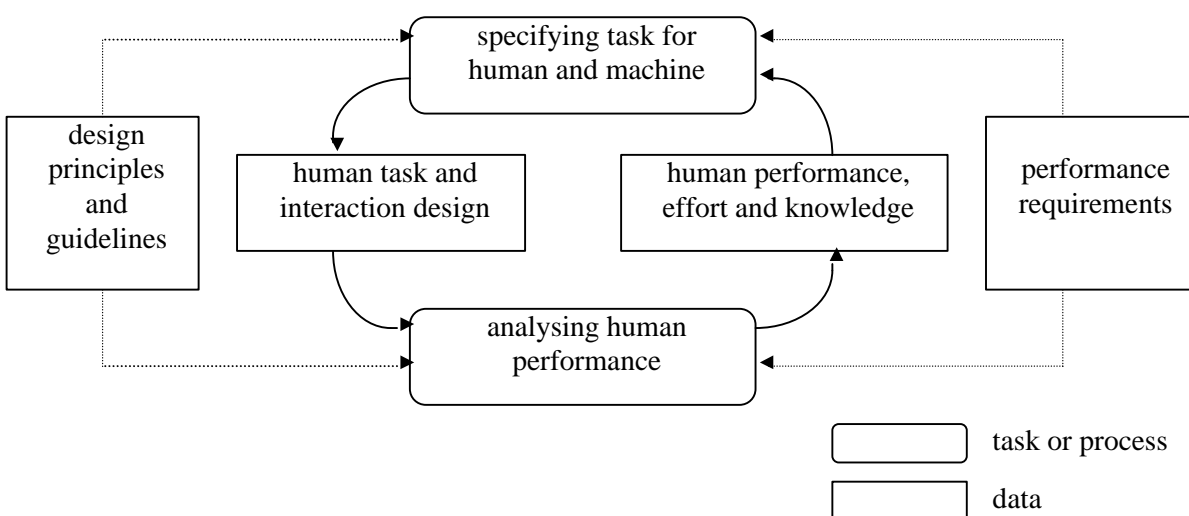 specifying task for
human and machine
design
principles
and
guidelines
human task and
interaction design
human performance,
effort and knowledge
performance
requirements
analysing human
performance
task or process
data